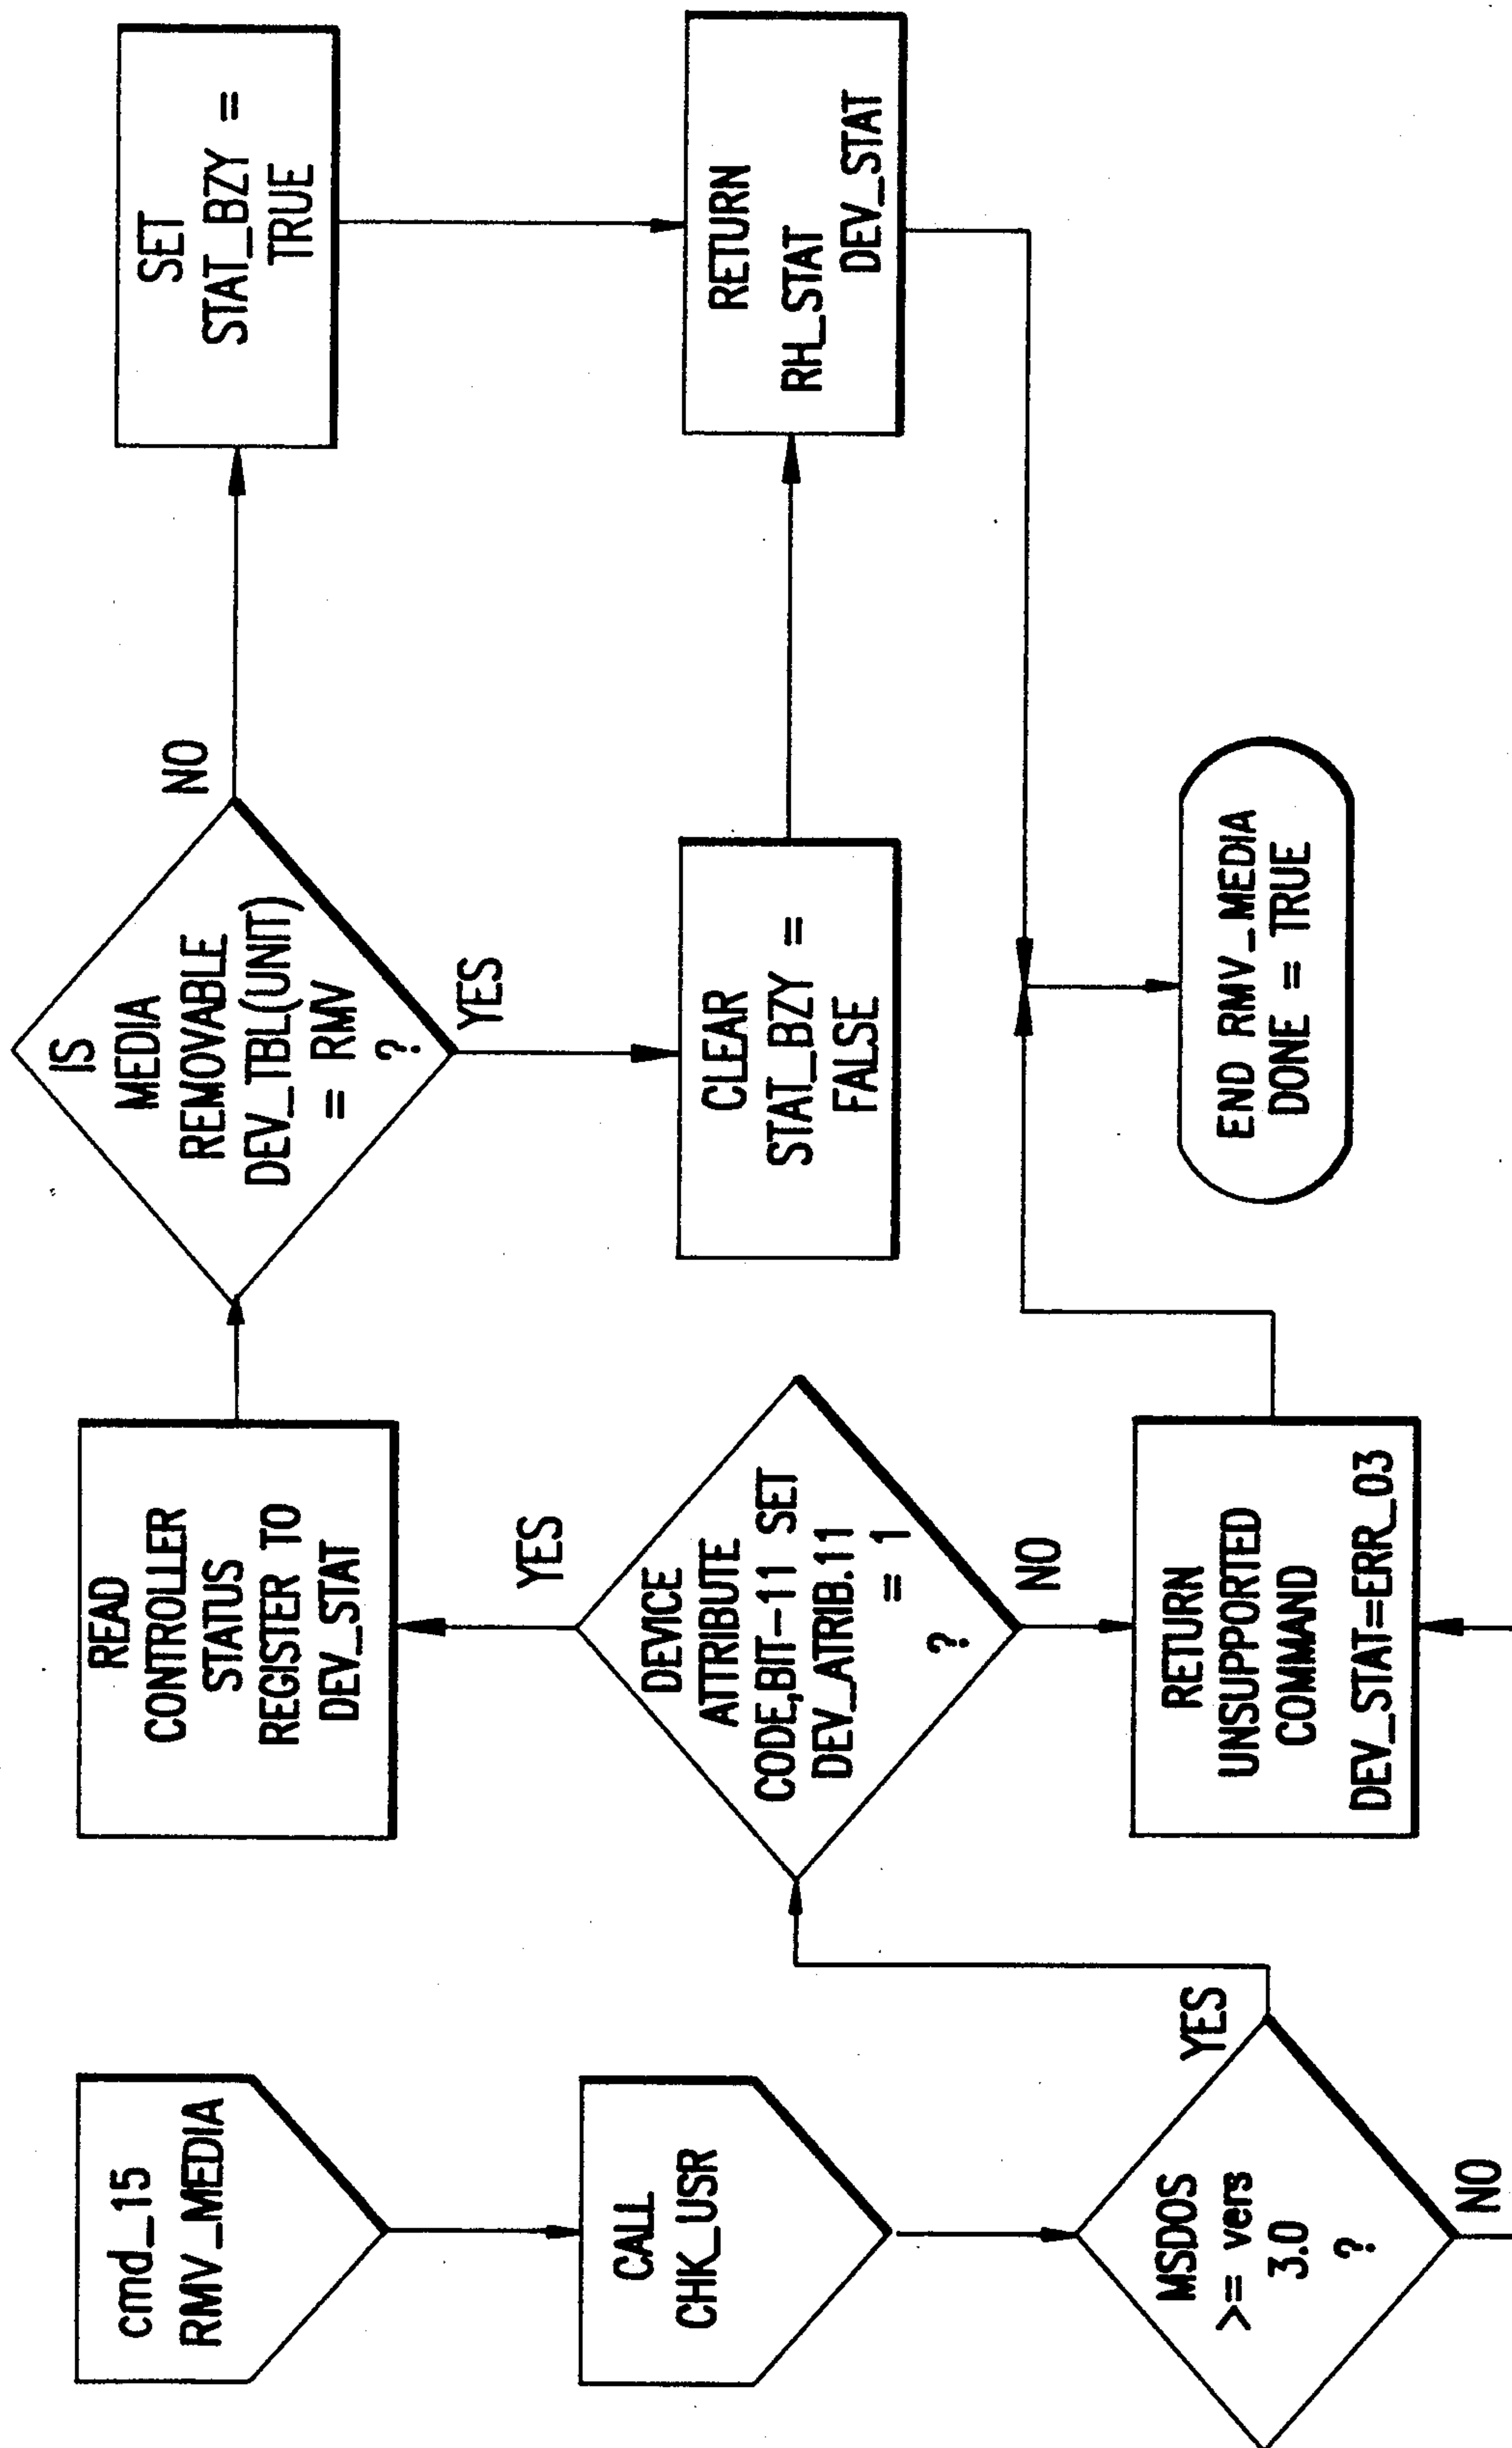 cmd_15
RMV_MEDIA
CALL
CHK_USR
MSDOS
>= vers
3.0
?
YES
NO
READ
CONTROLLER
STATUS
REGISTER TO
DEV_STAT
YES
DEVICE
ATTRIBUTE
CODE,BIT-11 SET
DEV_ATRIB.11
= 1
?
NO
RETURN
UNSUPPORTED
COMMAND
DEV_STAT=ERR_03
IS
MEDIA
REMOVABLE
DEV_TBL(UNIT)
= RMV
?
NO
YES
CLEAR
STAT_BZY =
FALSE
END RMV_MEDIA
DONE = TRUE
SET
STAT_BZY =
TRUE
RETURN
RH_STAT
DEV_STAT